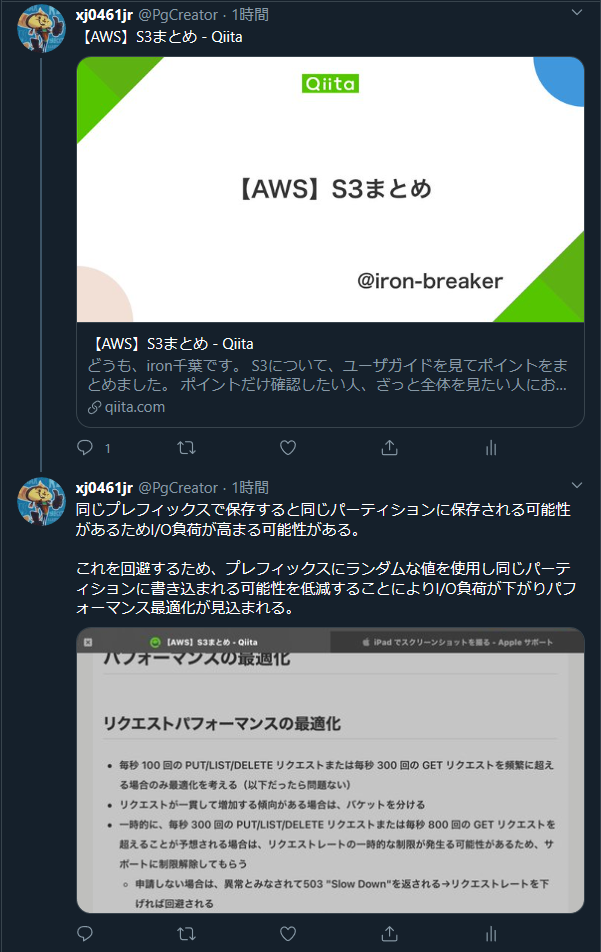 xj0461jr @PgCreator · 1時間
【AWS】S3まとめ - Qiita
Qiita
【AWS】S3まとめ
@iron-breaker
【AWS】S3まとめ - Qiita
どうも、iron千葉です。 S3について、ユーザガイドを見てポイントをま
とめました。 ポイントだけ確認したい人、ざっと全体を見たい人にお...
qiita.com
1
xj0461jr @PgCreator · 1時間
同じプレフィックスで保存すると同じパーティションに保存される可能性
があるためI/O負荷が高まる可能性がある。
これを回避するため、プレフィックスにランダムな値を使用し同じパーテ
ィションに書き込まれる可能性を低減することによりI/O負荷が下がりパフ
ォーマンス最適化が見込まれる。
【AWS】S3まとめ - Qiita iPad でスクリーンショットを撮る - Apple サポート
パフォーマンスの最適化
リクエストパフォーマンスの最適化
• 毎秒 100 回の PUT/LIST/DELETE リクエストまたは毎秒 300 回の GET リクエストを頻繁に超え
る場合のみ最適化を考える（以下だったら問題ない）
• リクエストが一貫して増加する傾向がある場合は、バケットを分ける
• 一時的に、毎秒 300 回の PUT/LIST/DELETE リクエストまたは毎秒 800 回の GET リクエストを
超えることが予想される場合は、リクエストレートの一時的な制限が発生る可能性があるため、サ
ポートに制限解除してもらう
○ 申請しない場合は、異常とみなされて503 "Slow Down"を返される→リクエストレートを下
げれば回避される